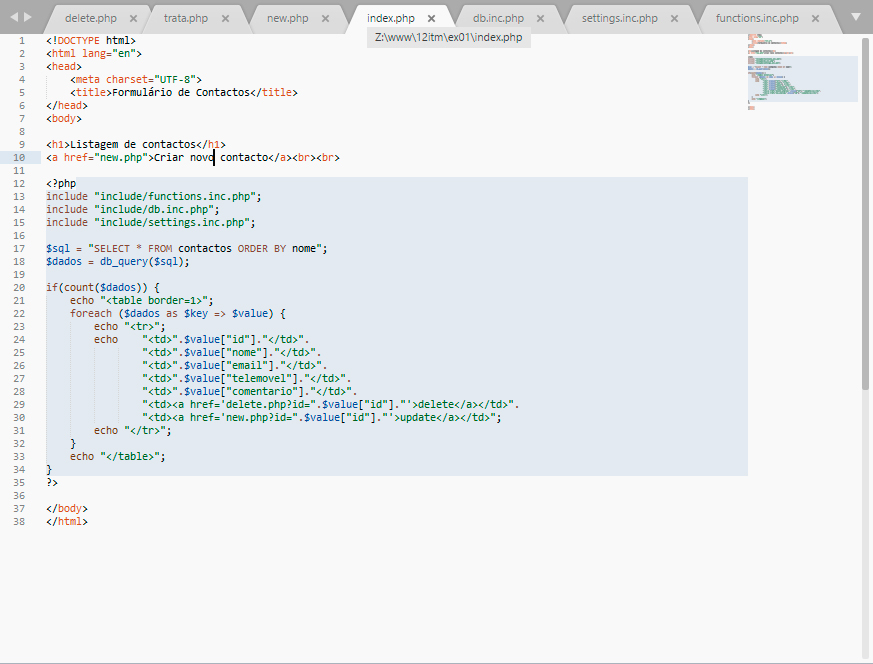 delete.php × trata.php × new.php × index.php × db.inc.php × settings.inc.php × functions.inc.php ×
Z:\www\12itm\ex01\index.php
1 <!DOCTYPE html>
2 <html lang="en">
3 <head>
4 <meta charset="UTF-8">
5 <title>Formulário de Contactos</title>
6 </head>
7 <body>
8
9 <h1>Listagem de contactos</h1>
10 <a href="new.php">Criar novo contacto</a><br><br>
11
12 <?php
13 include "include/functions.inc.php";
14 include "include/db.inc.php";
15 include "include/settings.inc.php";
16
17 $sql = "SELECT * FROM contactos ORDER BY nome";
18 $dados = db_query($sql);
19
20 if(count($dados)) {
21 echo "<table border=1>";
22 foreach ($dados as $key => $value) {
23 echo "<tr>";
24 echo "<td>".$value["id"]."</td>".
25 "<td>".$value["nome"]."</td>".
26 "<td>".$value["email"]."</td>".
27 "<td>".$value["telemovel"]."</td>".
28 "<td>".$value["comentario"]."</td>".
29 "<td><a href='delete.php?id=".$value["id"]."'>delete</a></td>".
30 "<td><a href='new.php?id=".$value["id"]."'>update</a></td>";
31 echo "</tr>";
32 }
33 echo "</table>";
34 }
35 ?>
36
37 </body>
38 </html>